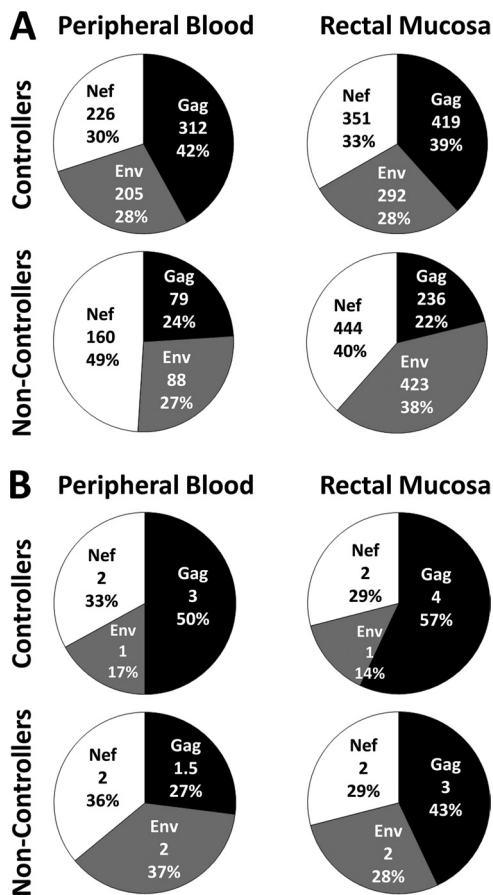 A
Peripheral Blood
Rectal Mucosa
Controllers
Nef
226
30%
Gag
312
42%
Env
205
28%
Nef
351
33%
Gag
419
39%
Env
292
28%
Non-Controllers
Nef
160
49%
Gag
79
24%
Env
88
27%
Nef
444
40%
Gag
236
22%
Env
423
38%
B
Peripheral Blood
Rectal Mucosa
Controllers
Nef
2
33%
Gag
3
50%
Env
1
17%
Nef
2
29%
Gag
4
57%
Env
1
14%
Non-Controllers
Nef
2
36%
Gag
1.5
27%
Env
2
37%
Nef
2
29%
Gag
3
43%
Env
2
28%